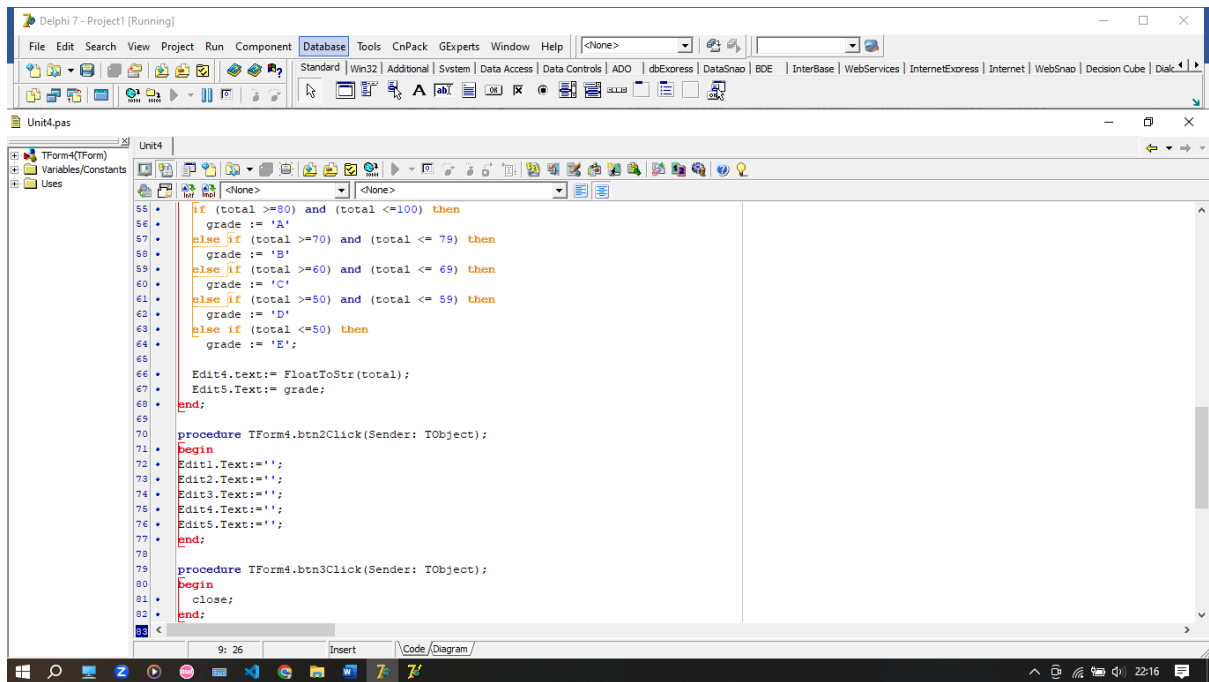 Delphi 7 - Project1 [Running]
File Edit Search View Project Run Component Database Tools CnPack GExperts Window Help <None>
Standard Win32 Additional System Data Access Data Controls ADO dbExpress DataSnap BDE InterBase WebServices InternetExpress Internet WebSnap Decision Cube Dialc
Unit4.pas
Unit4
TForm4(TForm)
Variables/Constants
Uses
<None> <None>
55 if (total >=80) and (total <=100) then
56 grade := 'A'
57 else if (total >=70) and (total <= 79) then
58 grade := 'B'
59 else if (total >=60) and (total <= 69) then
60 grade := 'C'
61 else if (total >=50) and (total <= 59) then
62 grade := 'D'
63 else if (total <=50) then
64 grade := 'E';
65
66 Edit4.text:= FloatToStr(total);
67 Edit5.Text:= grade;
68 end;
69
70 procedure TForm4.btn2Click(Sender: TObject);
71 begin
72 Edit1.Text:='';
73 Edit2.Text:='';
74 Edit3.Text:='';
75 Edit4.Text:='';
76 Edit5.Text:='';
77 end;
78
79 procedure TForm4.btn3Click(Sender: TObject);
80 begin
81 close;
82 end;
83
9: 26 Insert Code Diagram
22:16